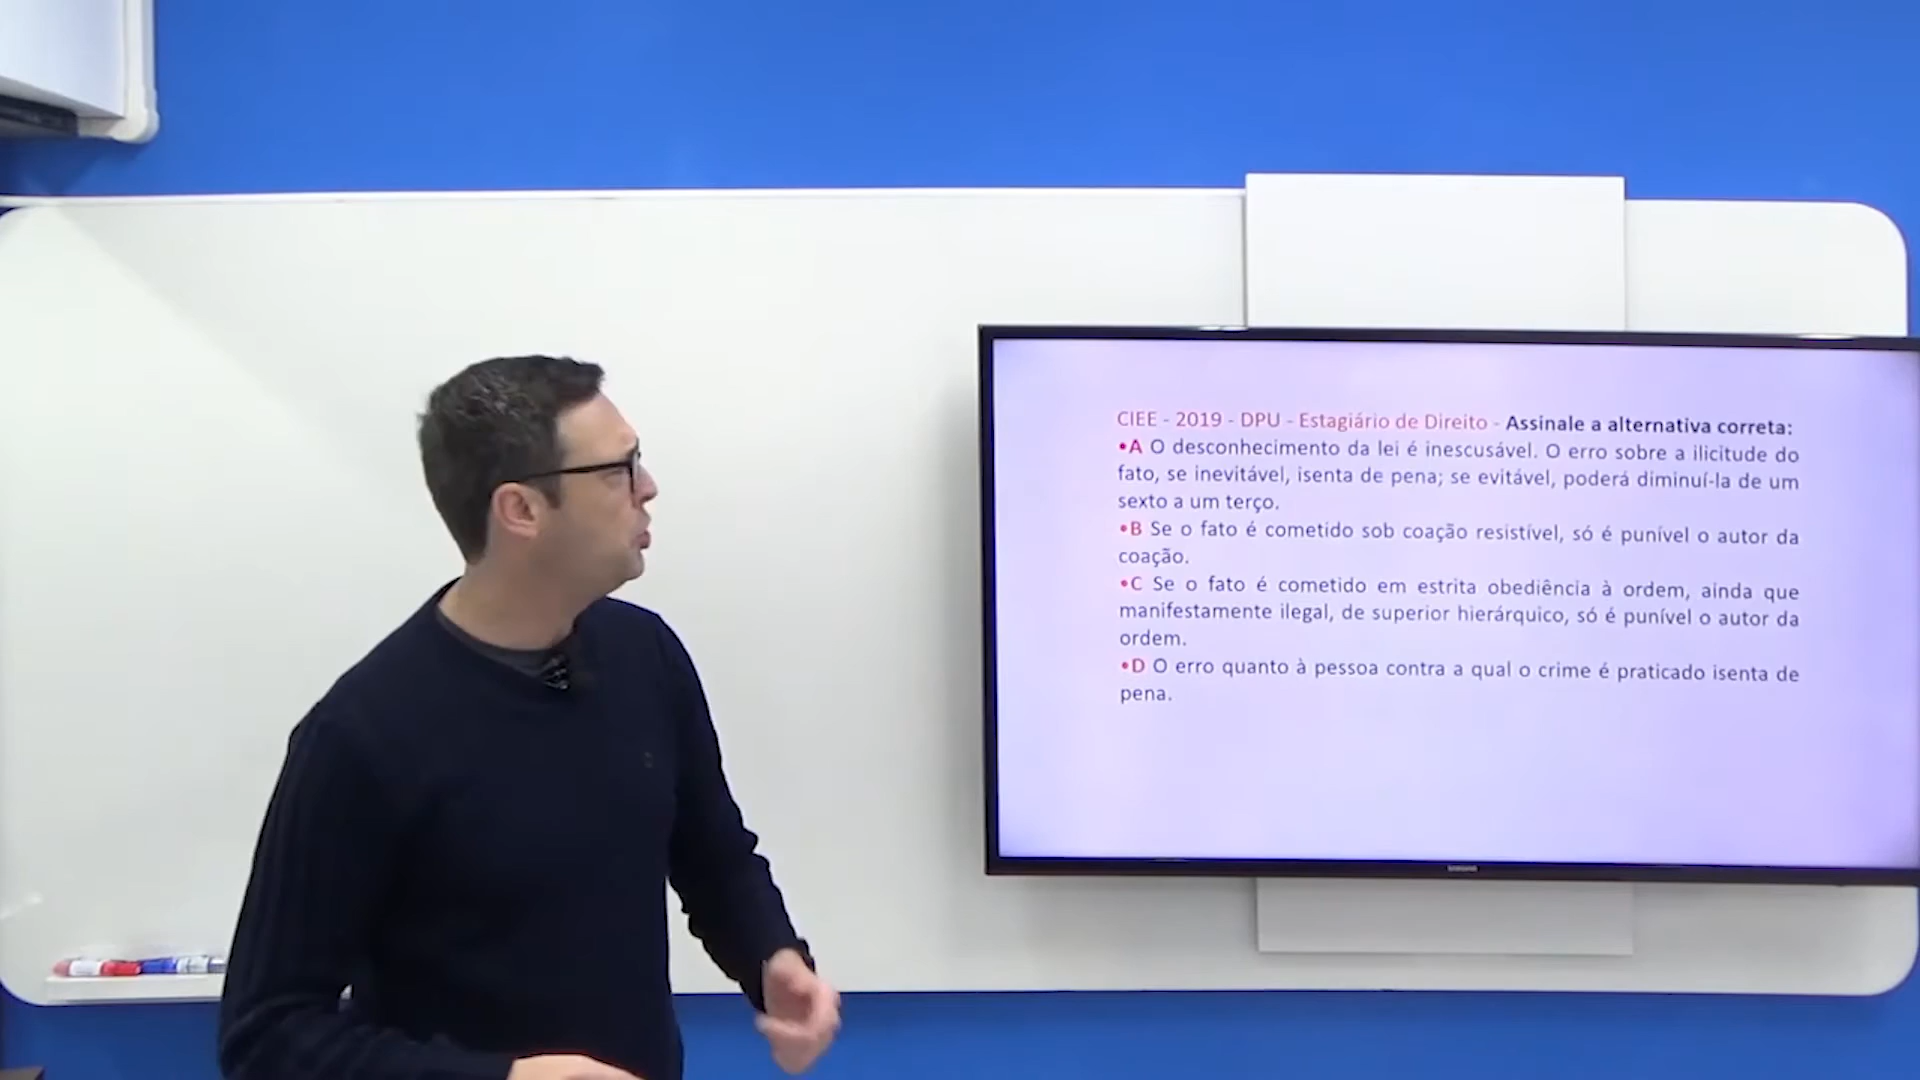 CIEE - 2019 - DPU - Estagiário de Direito - Assinale a alternativa correta:
•A O desconhecimento da lei é inescusável. O erro sobre a ilicitude do
fato, se inevitável, isenta de pena; se evitável, poderá diminuí-la de um
sexto a um terço.
•B Se o fato é cometido sob coação resistível, só é punível o autor da
coação.
•C Se o fato é cometido em estrita obediência à ordem, ainda que
manifestamente ilegal, de superior hierárquico, só é punível o autor da
ordem.
•D O erro quanto à pessoa contra a qual o crime é praticado isenta de
pena.